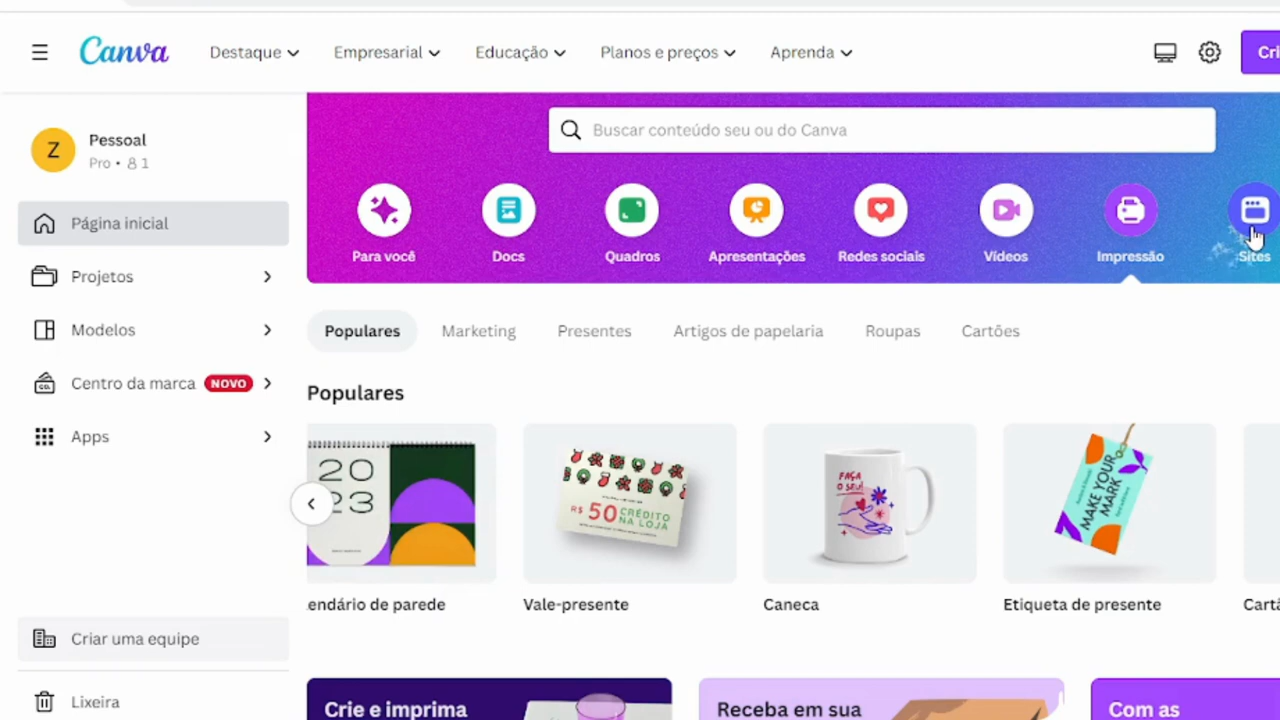 Canva
Destaque
Empresarial
Educação
Planos e preços
Aprenda
Cri
Z
Pessoal
Pro • 1
Página inicial
Projetos
Modelos
Centro da marca NOVO
Apps
Criar uma equipe
Lixeira
Buscar conteúdo seu ou do Canva
Para você
Docs
Quadros
Apresentações
Redes sociais
Vídeos
Impressão
Sites
Populares
Marketing
Presentes
Artigos de papelaria
Roupas
Cartões
Populares
20
23
R$ 50 CRÉDITO
NA LOJA
FAÇA
O SEU!
MAKE YOUR
MARK
endário de parede
Vale-presente
Caneca
Etiqueta de presente
Cart
Crie e imprima
Receba em sua
Com as